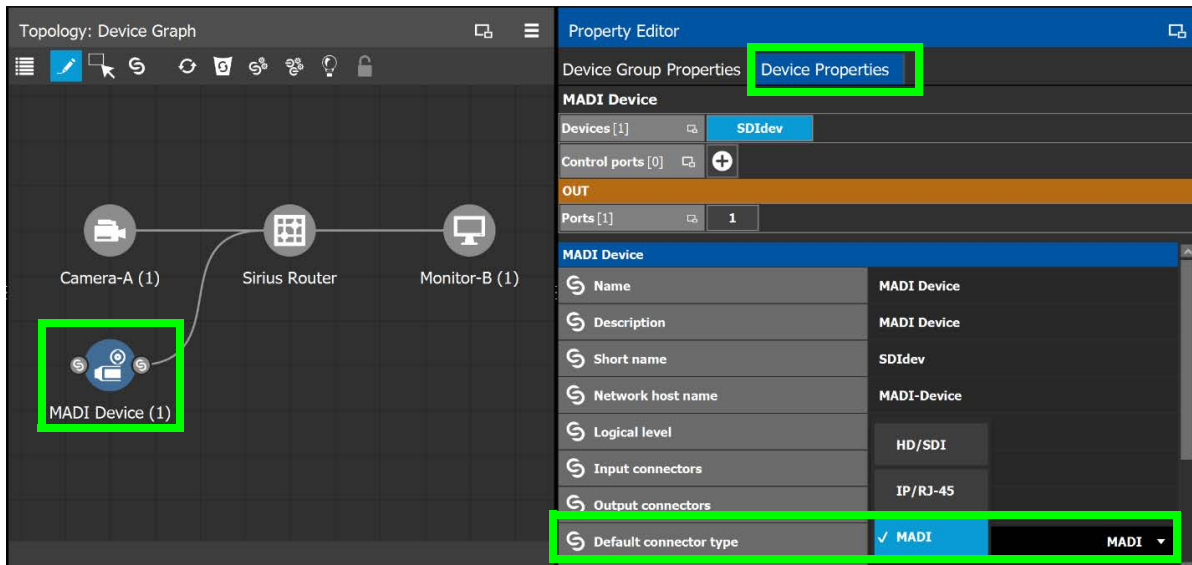 Topology: Device Graph
Camera-A (1)
Sirius Router
Monitor-B (1)
MADI Device (1)
Property Editor
Device Group Properties
Device Properties
MADI Device
Devices [1]
SDIdev
Control ports [0]
OUT
Ports [1]
1
MADI Device
Name
MADI Device
Description
MADI Device
Short name
SDIdev
Network host name
MADI-Device
Logical level
HD/SDI
Input connectors
IP/RJ-45
Output connectors
Default connector type
✓ MADI
MADI